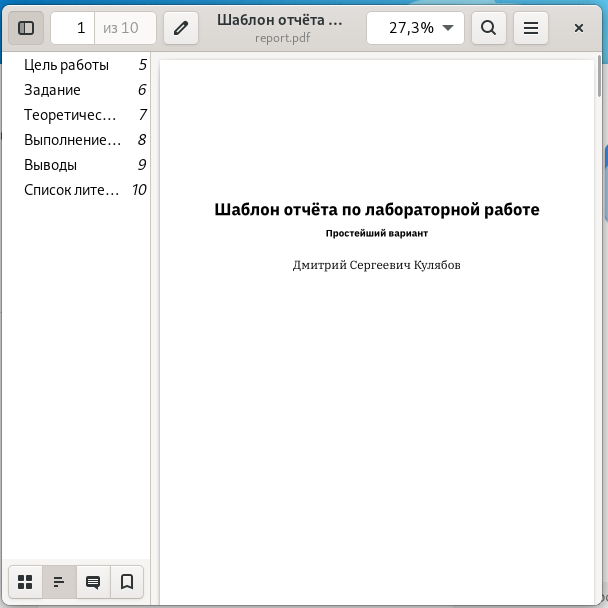 1 из 10
Шаблон отчёта ...
report.pdf
27,3%
Цель работы 5
Задание 6
Теоретичес... 7
Выполнение... 8
Выводы 9
Список лите... 10
Шаблон отчёта по лабораторной работе
Простейший вариант
Дмитрий Сергеевич Кулябов